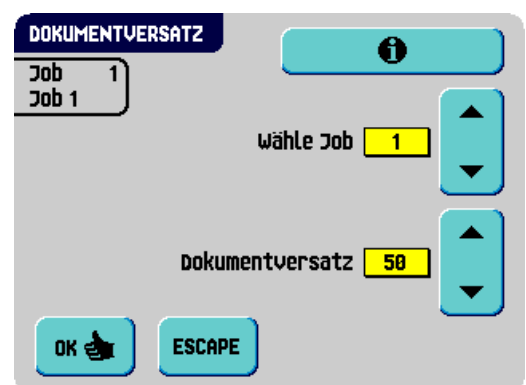 DOKUMENTVERSATZ
Job 1
Job 1
Wähle Job 1
Dokumentversatz 50
OK
ESCAPE